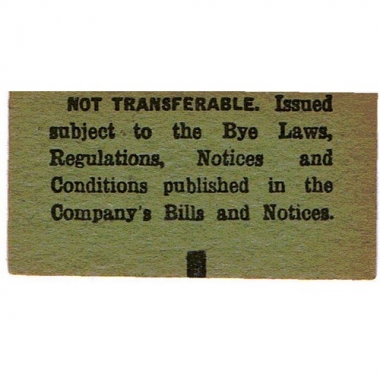 NOT TRANSFERABLE. Issued
subject to the Bye Laws,
Regulations, Notices and
Conditions published in the
Company's Bills and Notices.